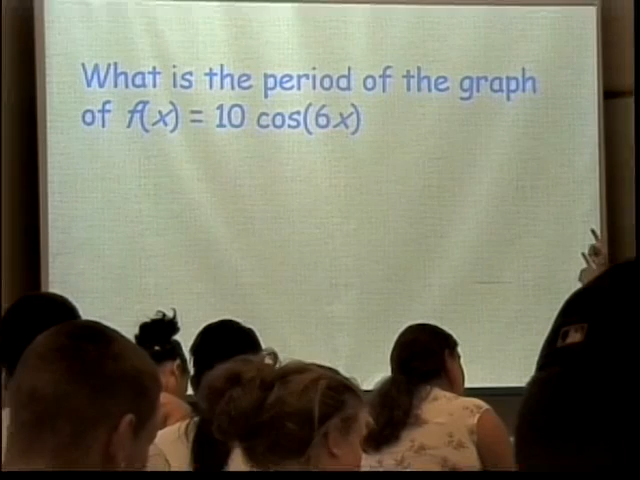 What is the period of the graph
of f(x) = 10 cos(6x)